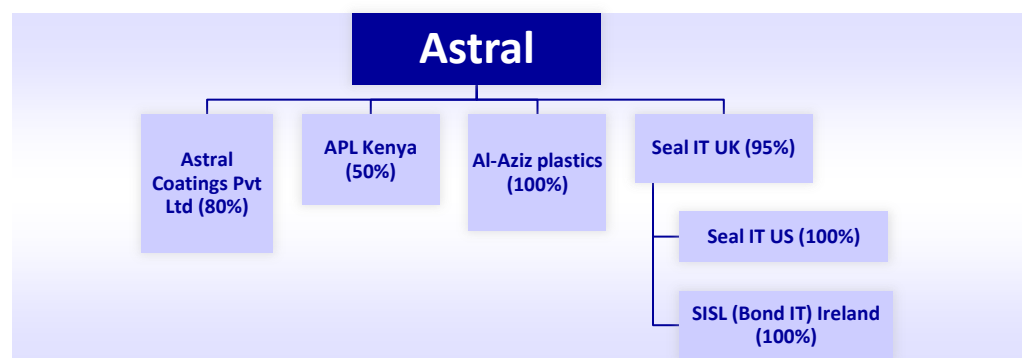 Astral
Astral
Coatings Pvt
Ltd (80%)
APL Kenya
(50%)
Al-Aziz plastics
(100%)
Seal IT UK (95%)
Seal IT US (100%)
SISL (Bond IT) Ireland
(100%)